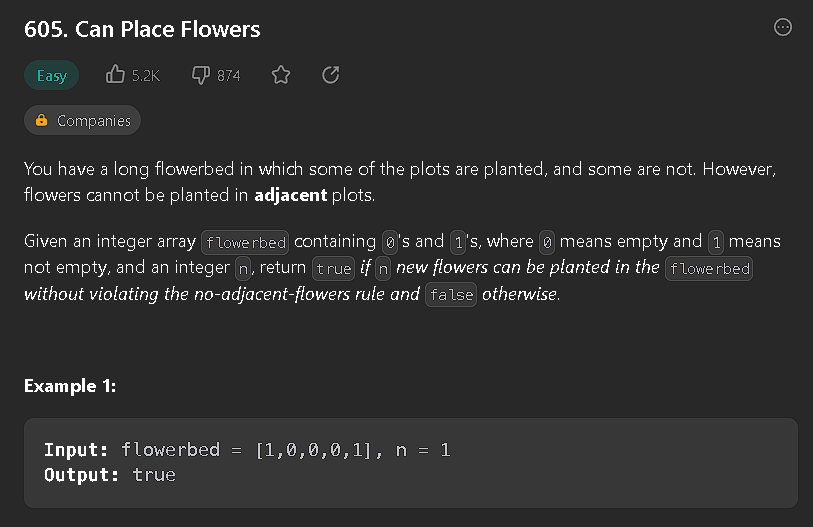 605. Can Place Flowers
Easy 5.2K 874
Companies
You have a long flowerbed in which some of the plots are planted, and some are not. However,
flowers cannot be planted in adjacent plots.
Given an integer array flowerbed containing 0's and 1's, where 0 means empty and 1 means
not empty, and an integer n, return true if n new flowers can be planted in the flowerbed
without violating the no-adjacent-flowers rule and false otherwise.
Example 1:
Input: flowerbed = [1,0,0,0,1], n = 1
Output: true